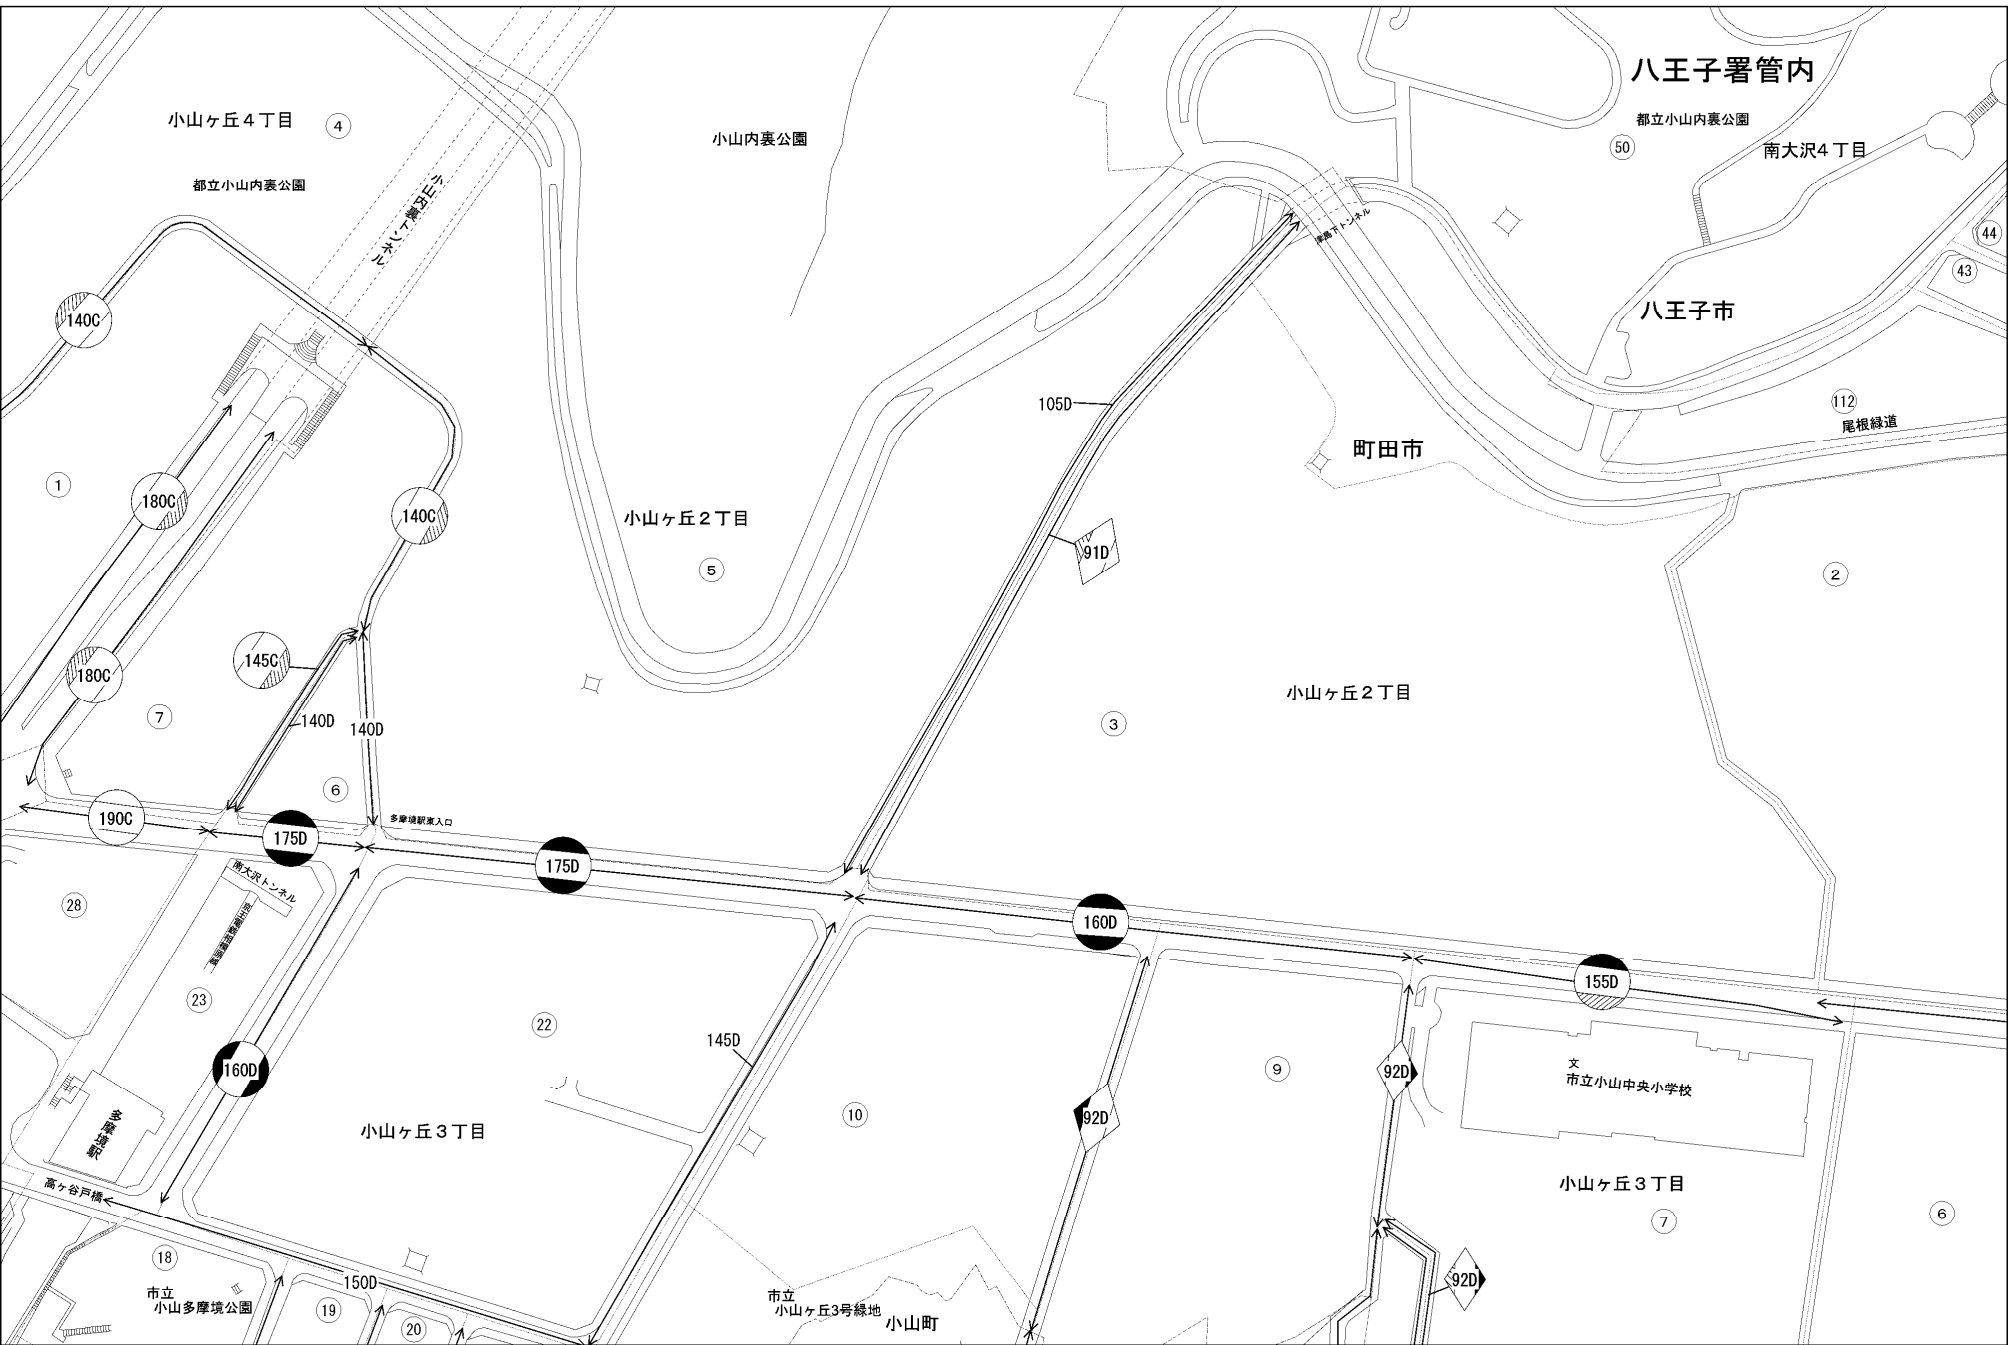 八王子署管内
小山ヶ丘4丁目
4
都立小山内裏公園
50
小山内裏公園
南大沢4丁目
都立小山内裏公園
小山内裏トンネル
44
43
八王子市
140C
105D
112
尾根緑道
町田市
1
180C
140C
小山ヶ丘2丁目
91D
5
2
145C
180C
小山ヶ丘2丁目
7
140D
140D
3
6
190C
多摩境駅東入口
175D
175D
南大沢トンネル
28
160D
155D
23
22
145D
160D
9
92D
文
市立小山中央小学校
多摩境駅
小山ヶ丘3丁目
10
92D
高ヶ谷戸橋
小山ヶ丘3丁目
7
6
18
150D
92D
市立
小山多摩境公園
19
20
市立
小山ヶ丘3号緑地
小山町